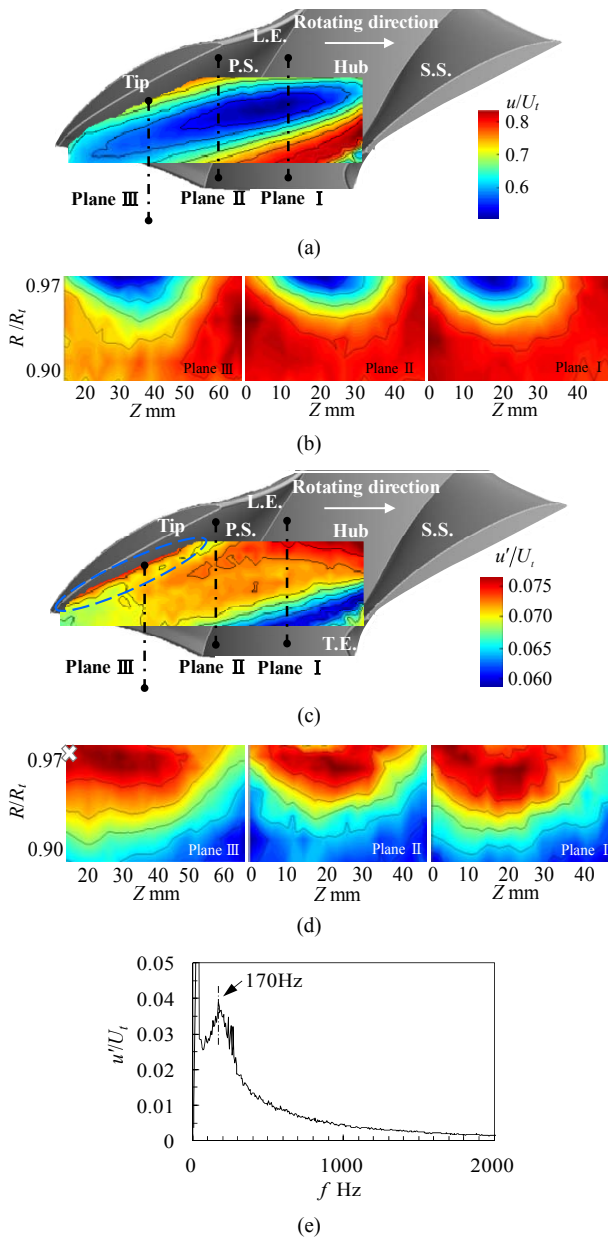 L.E.
Rotating direction
P.S.
Tip
Hub
S.S.
u/U_t
0.8
0.7
0.6
Plane Ⅲ
Plane Ⅱ
Plane Ⅰ
(a)
0.97
R/R_t
0.90
Plane Ⅲ
Plane Ⅱ
Plane Ⅰ
20 30 40 50 60
0 10 20 30 40
0 10 20 30 40
Z mm
Z mm
Z mm
(b)
Rotating direction
L.E.
Tip
P.S.
Hub
S.S.
u'/U_t
0.075
0.070
0.065
0.060
T.E.
Plane Ⅲ
Plane Ⅱ
Plane Ⅰ
(c)
0.97
R/R_t
0.90
Plane Ⅲ
Plane Ⅱ
Plane Ⅰ
20 30 40 50 60
0 10 20 30 40
0 10 20 30 40
Z mm
Z mm
Z mm
(d)
0.05
170Hz
0.04
0.03
u'/U_t
0.02
0.01
0
0 1000 2000
f Hz
(e)